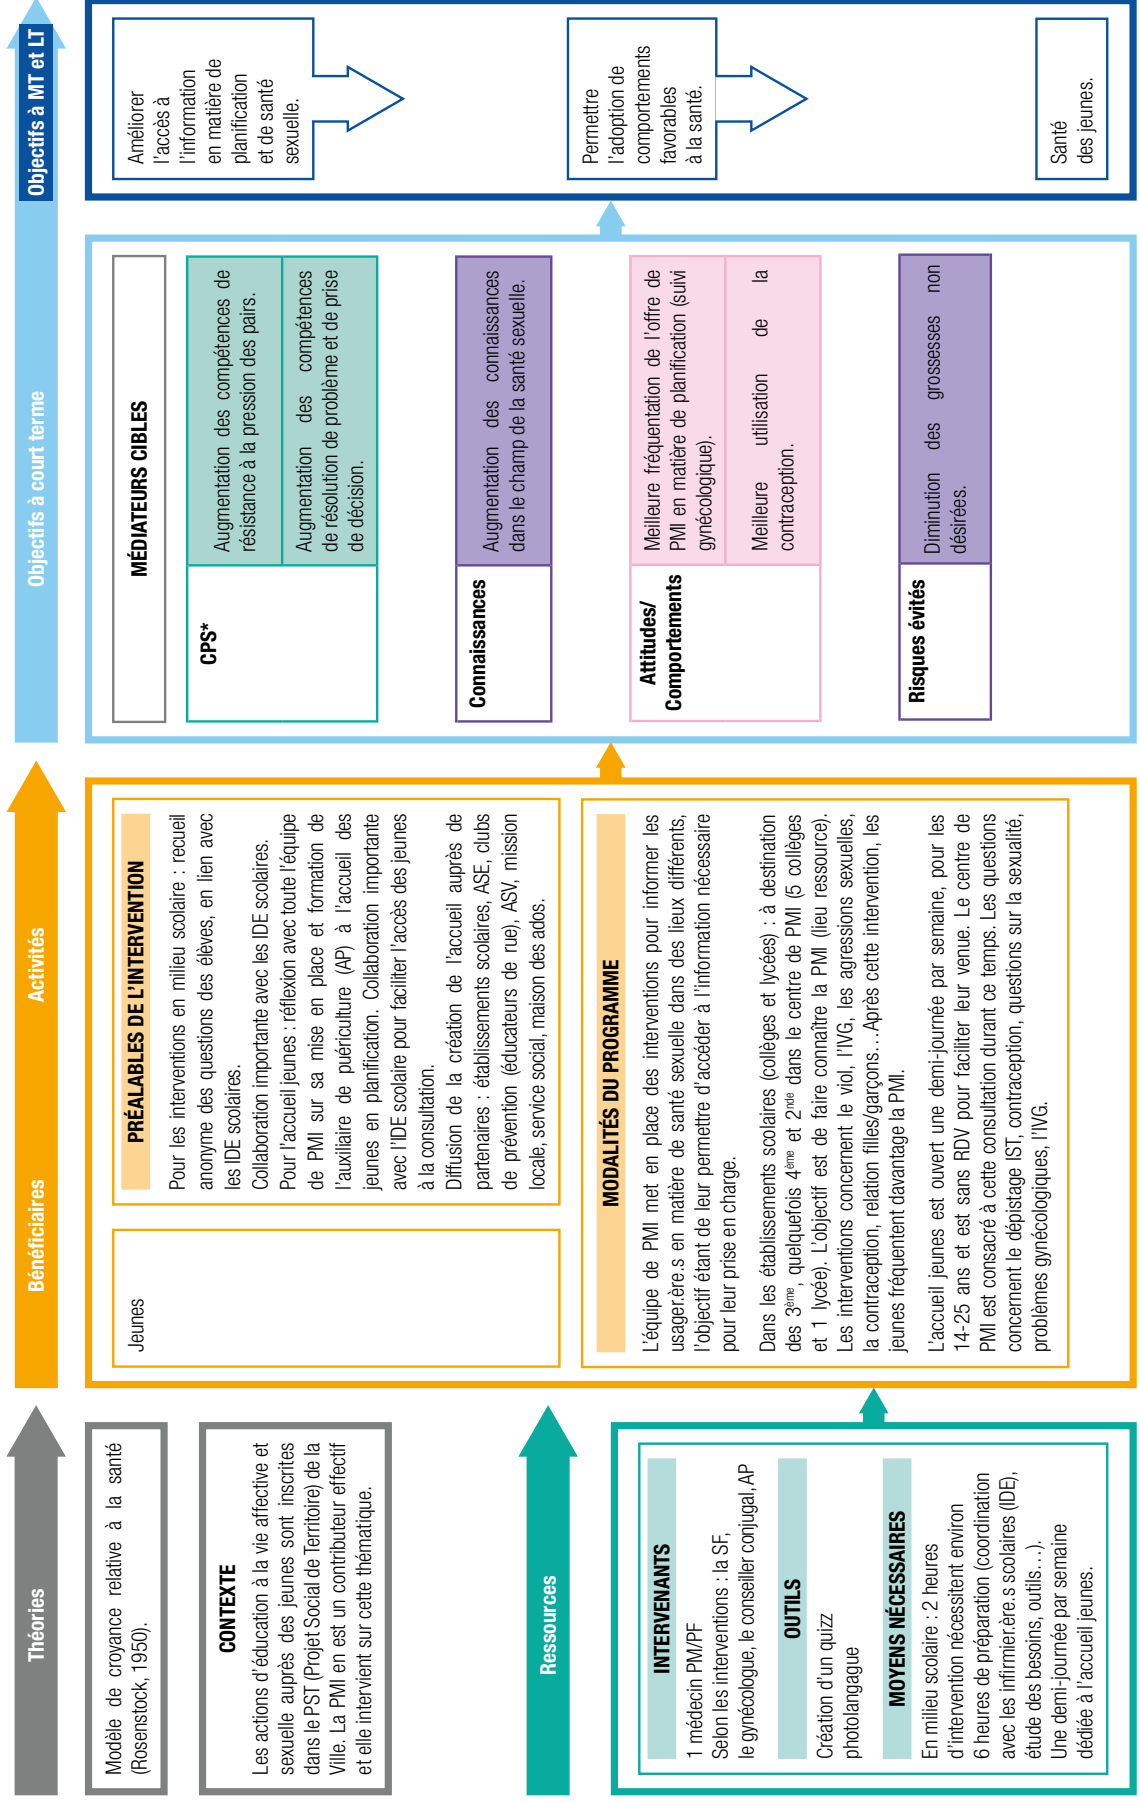 Théories
Modèle de croyance relative à la santé
(Rosenstock, 1950).
CONTEXTE
Les actions d'éducation à la vie affective et
sexuelle auprès des jeunes sont inscrites
dans le PST (Projet Social de Territoire) de la
Ville. La PMI en est un contributeur effectif
et elle intervient sur cette thématique.
Ressources
INTERVENANTS
1 médecin PM/PF
Selon les interventions : la SF,
le gynécologue, le conseiller conjugal, AP
OUTILS
Création d'un quizz
photolangague
MOYENS NÉCESSAIRES
En milieu scolaire : 2 heures
d'intervention nécessitent environ
6 heures de préparation (coordination
avec les infirmier.ère.s scolaires (IDE),
étude des besoins, outils…).
Une demi-journée par semaine
dédiée à l'accueil jeunes.
Bénéficiaires
Activités
Jeunes
PRÉALABLES DE L'INTERVENTION
Pour les interventions en milieu scolaire : recueil
anonyme des questions des élèves, en lien avec
les IDE scolaires.
Collaboration importante avec les IDE scolaires.
Pour l'accueil jeunes : réflexion avec toute l'équipe
de PMI sur sa mise en place et formation de
l'auxiliaire de puériculture (AP) à l'accueil des
jeunes en planification. Collaboration importante
avec l'IDE scolaire pour faciliter l'accès des jeunes
à la consultation.
Diffusion de la création de l'accueil auprès de
partenaires : établissements scolaires, ASE, clubs
de prévention (éducateurs de rue), ASV, mission
locale, service social, maison des ados.
MODALITÉS DU PROGRAMME
L'équipe de PMI met en place des interventions pour informer les
usager.ère.s en matière de santé sexuelle dans des lieux différents,
l'objectif étant de leur permettre d'accéder à l'information nécessaire
pour leur prise en charge.
Dans les établissements scolaires (collèges et lycées) : à destination
des 3ème, quelquefois 4ème et 2nde dans le centre de PMI (5 collèges
et 1 lycée). L'objectif est de faire connaître la PMI (lieu ressource).
Les interventions concernent le viol, l'IVG, les agressions sexuelles,
la contraception, relation filles/garçons…Après cette intervention, les
jeunes fréquentent davantage la PMI.
L'accueil jeunes est ouvert une demi-journée par semaine, pour les
14-25 ans et est sans RDV pour faciliter leur venue. Le centre de
PMI est consacré à cette consultation durant ce temps. Les questions
concernent le dépistage IST, contraception, questions sur la sexualité,
problèmes gynécologiques, l'IVG.
Objectifs à court terme
MÉDIATEURS CIBLES
CPS*
Augmentation des compétences de
résistance à la pression des pairs.
Augmentation des compétences
de résolution de problème et de prise
de décision.
Connaissances
Augmentation des connaissances
dans le champ de la santé sexuelle.
Attitudes/
Comportements
Meilleure fréquentation de l'offre de
PMI en matière de planification (suivi
gynécologique).
Meilleure utilisation de la
contraception.
Risques évités
Diminution des grossesses non
désirées.
Objectifs à MT et LT
Améliorer
l'accès à
l'information
en matière de
planification
et de santé
sexuelle.
Permettre
l'adoption de
comportements
favorables
à la santé.
Santé
des jeunes.